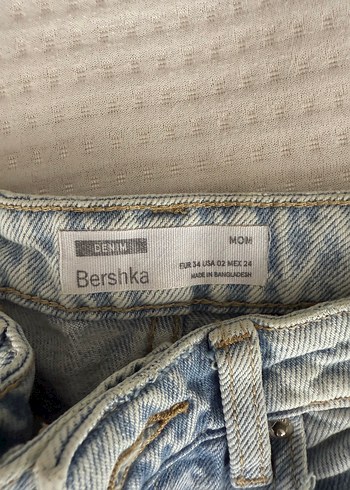 DENIM
MOM
Bershka
EUR 34 USA 02 MEX 24
MADE IN BANGLADESH